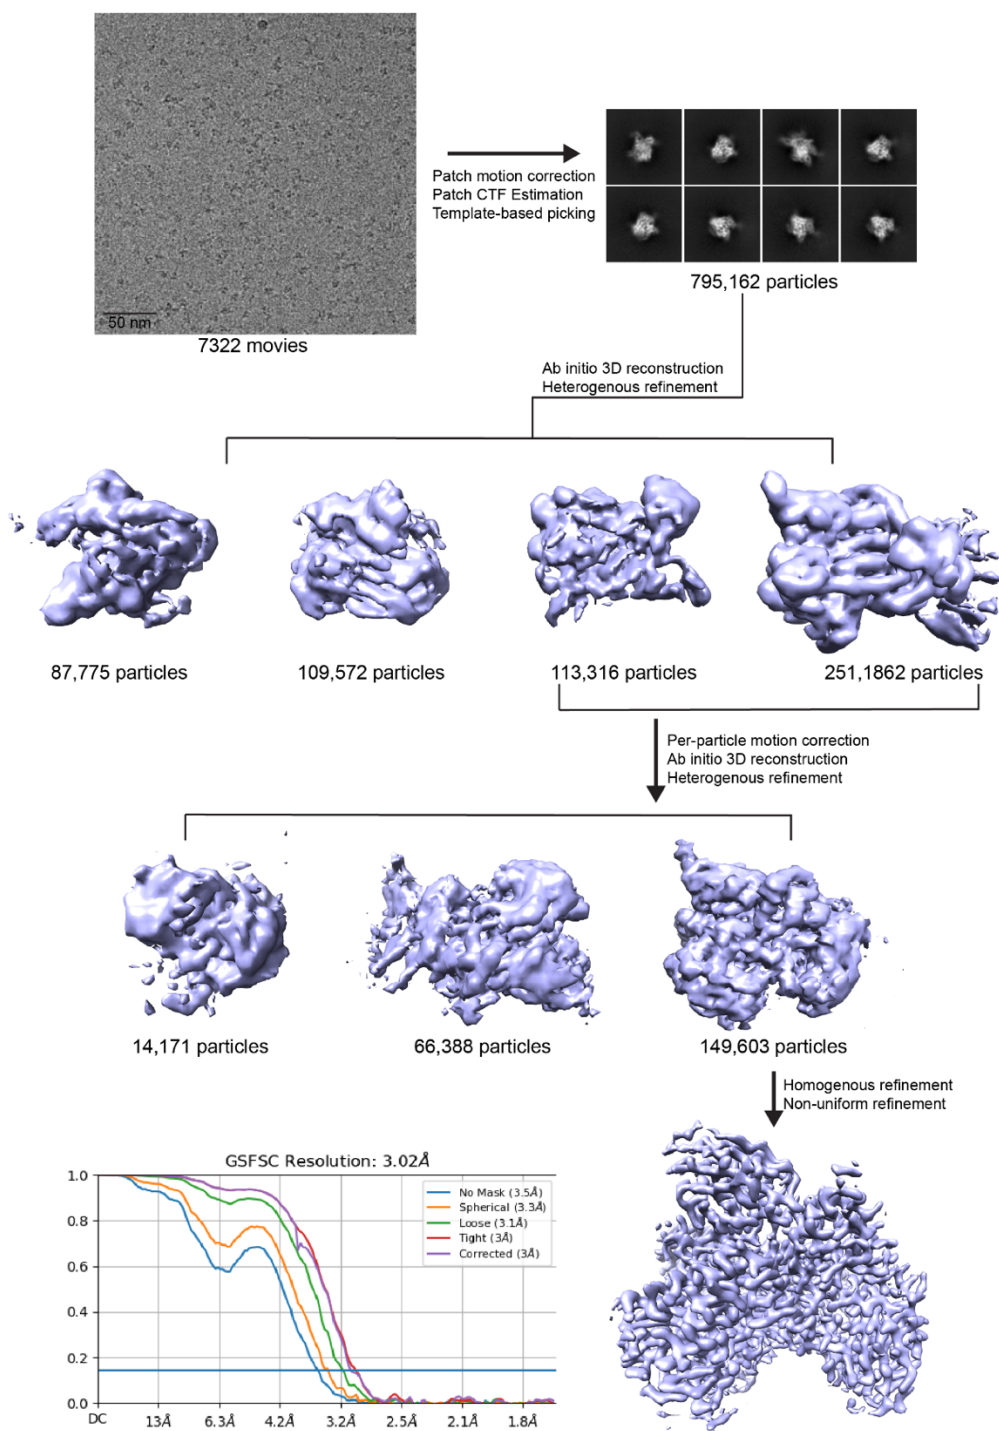 50 nm
7322 movies
Patch motion correction
Patch CTF Estimation
Template-based picking
795,162 particles
Ab initio 3D reconstruction
Heterogenous refinement
87,775 particles
109,572 particles
113,316 particles
251,1862 particles
Per-particle motion correction
Ab initio 3D reconstruction
Heterogenous refinement
14,171 particles
66,388 particles
149,603 particles
Homogenous refinement
Non-uniform refinement
GSFSC Resolution: 3.02Å
No Mask (3.5Å)
Spherical (3.3Å)
Loose (3.1Å)
Tight (3Å)
Corrected (3Å)
1.0
0.8
0.6
0.4
0.2
0.0
DC 13Å 6.3Å 4.2Å 3.2Å 2.5Å 2.1Å 1.8Å